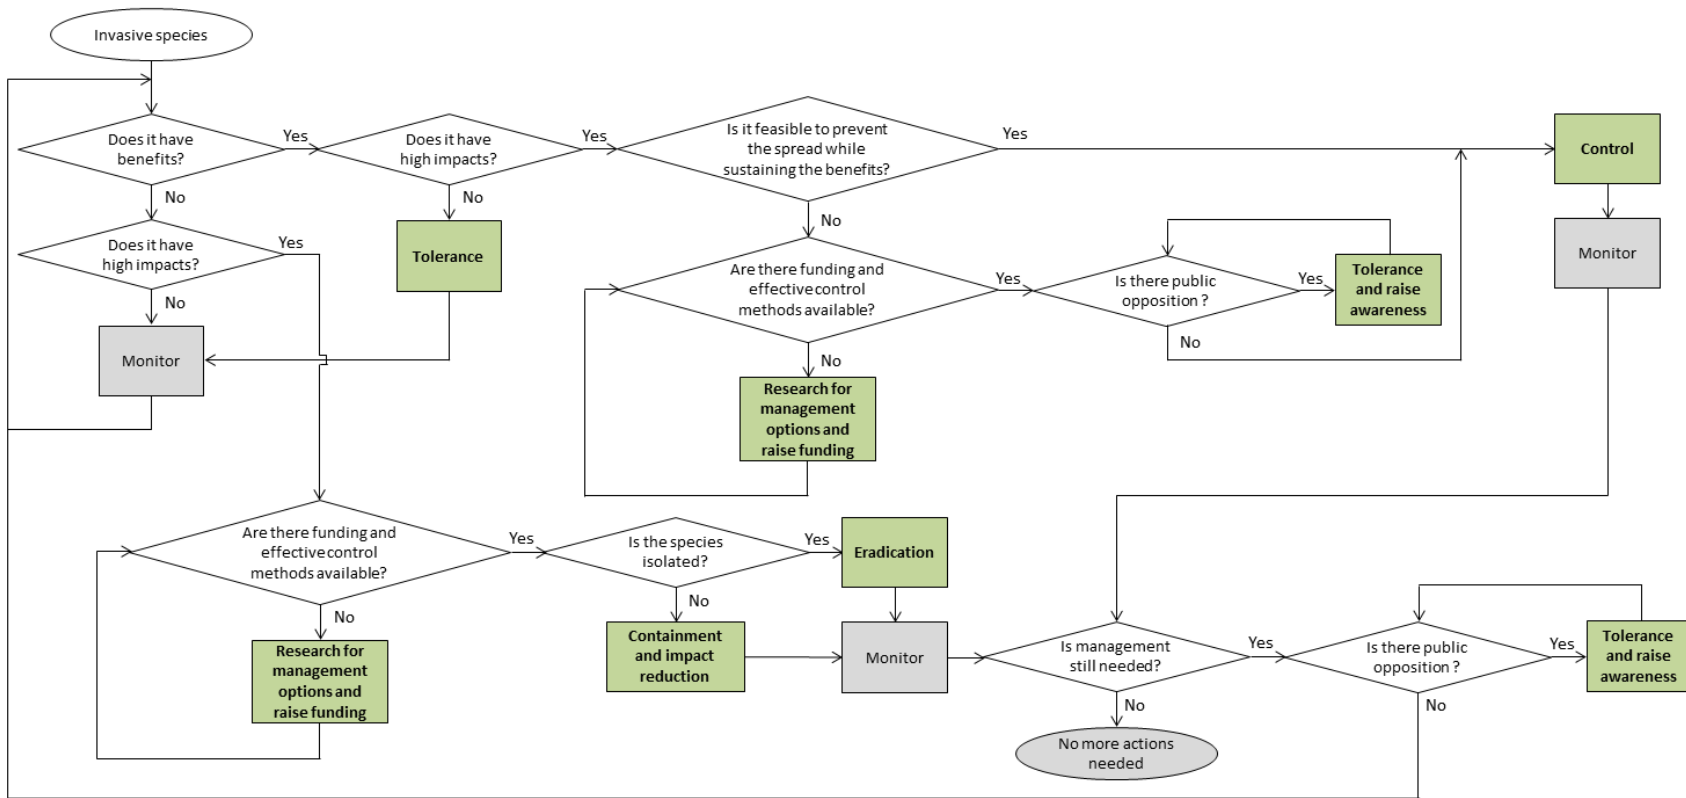 Invasive species
Does it have
benefits?
Yes
Does it have
high impacts?
Yes
Is it feasible to prevent
the spread while
sustaining the benefits?
Yes
Control
No
No
No
Does it have
high impacts?
Yes
Tolerance
Monitor
Are there funding and
effective control
methods available?
Yes
Is there public
opposition ?
Yes
Tolerance
and raise
awareness
No
Monitor
No
No
Research for
management
options and
raise funding
Are there funding and
effective control
methods available?
Yes
Is the species
isolated?
Yes
Eradication
No
No
Research for
management
options and
raise funding
Containment
and impact
reduction
Monitor
Is management
still needed?
Yes
Is there public
opposition ?
Yes
Tolerance
and raise
awareness
No
No
No more actions
needed